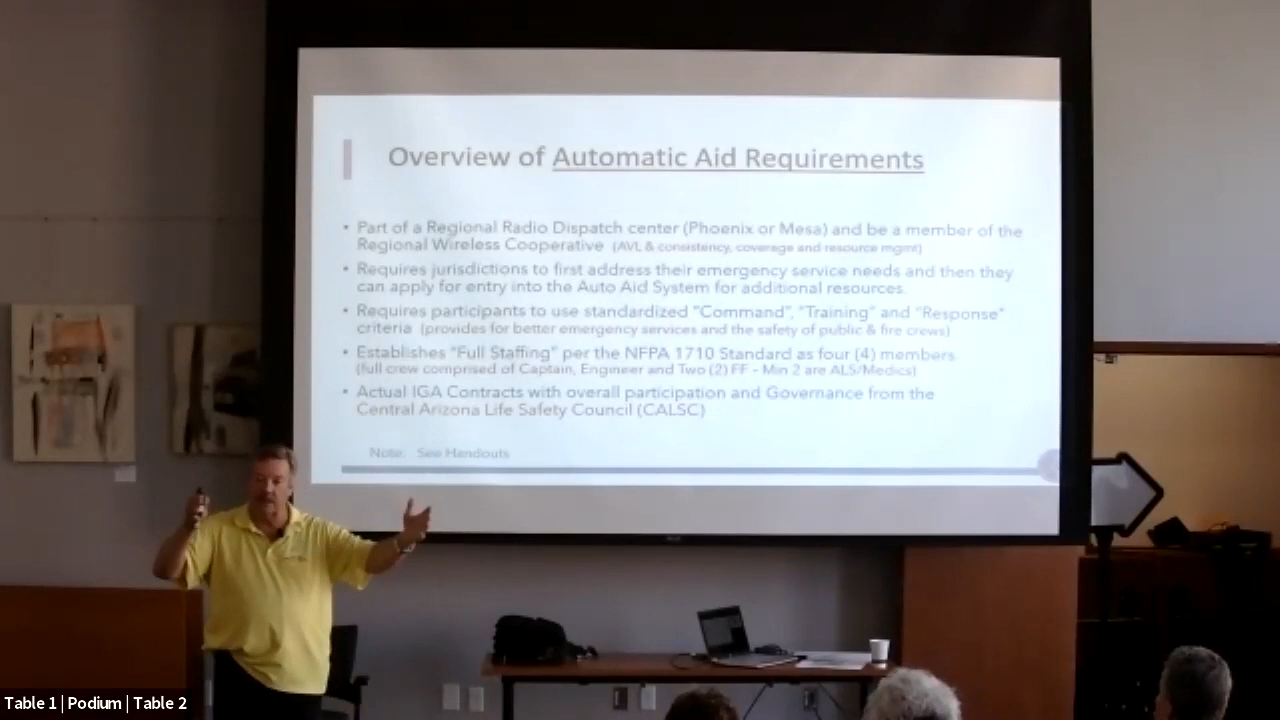 Overview of Automatic Aid Requirements
• Part of a Regional Radio Dispatch center (Phoenix or Mesa) and be a member of the
Regional Wireless Cooperative (AVL & consistency, coverage and resource mgmt)
• Requires jurisdictions to first address their emergency service needs and then they
can apply for entry into the Auto Aid System for additional resources.
• Requires participants to use standardized "Command", "Training" and "Response"
criteria (provides for better emergency services and the safety of public & fire crews)
• Establishes "Full Staffing" per the NFPA 1710 Standard as four (4) members
(full crew comprised of Captain, Engineer and Two (2) FF - Min 2 are ALS/Medics)
• Actual IGA Contracts with overall participation and Governance from the
Central Arizona Life Safety Council (CALSC)
Note: See Handouts
Table 1 | Podium | Table 2